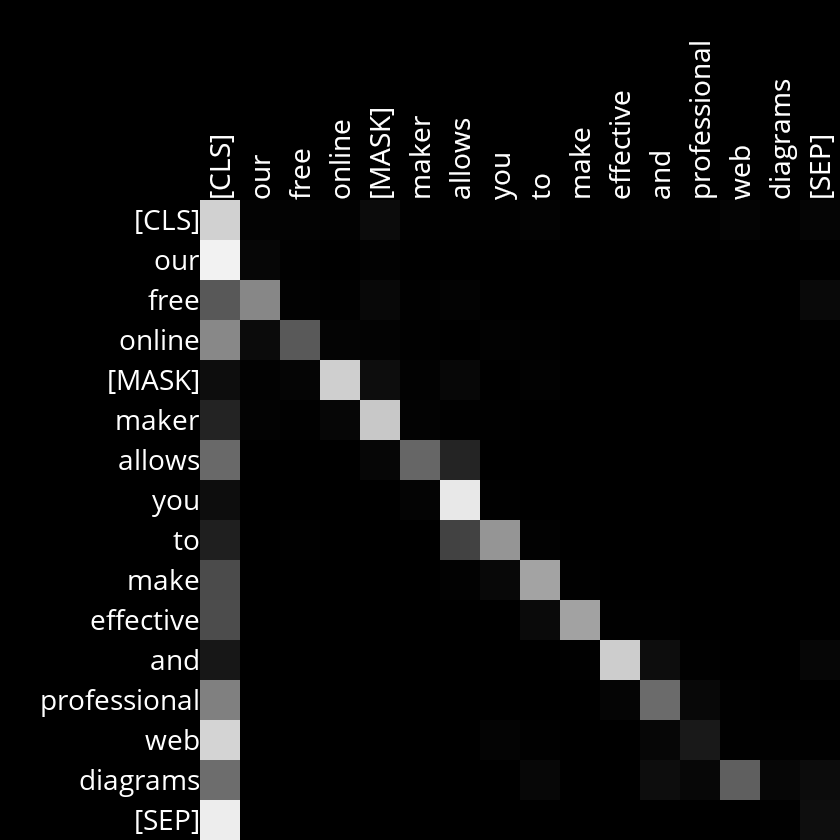 [CLS]
our
free
online
[MASK]
maker
allows
you
to
make
effective
and
professional
web
diagrams
[SEP]
[CLS]
our
free
online
[MASK]
maker
allows
you
to
make
effective
and
professional
web
diagrams
[SEP]